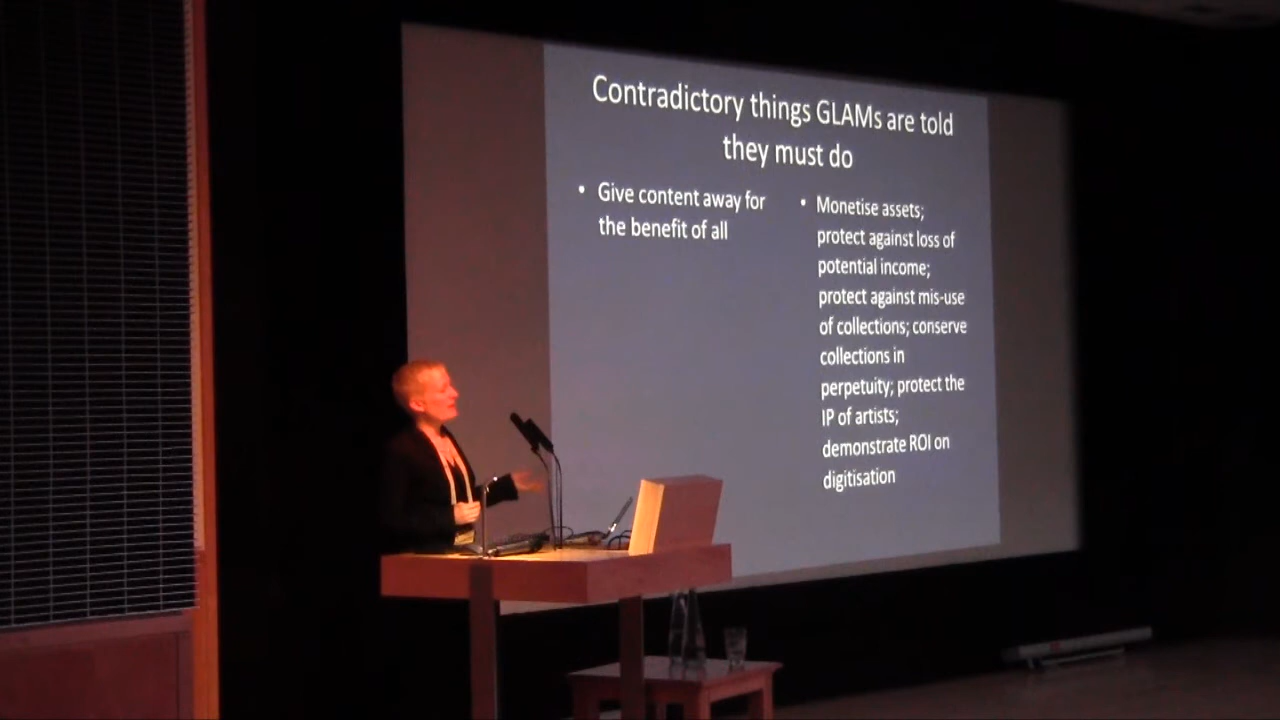 Contradictory things GLAMs are told
they must do
• Give content away for
the benefit of all
• Monetise assets;
protect against loss of
potential income;
protect against mis-use
of collections; conserve
collections in
perpetuity; protect the
IP of artists;
demonstrate ROI on
digitisation